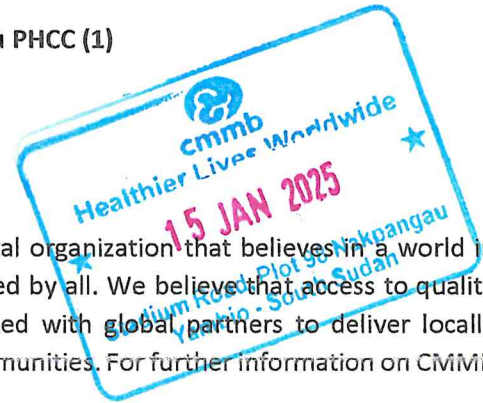 u PHCC (1)
cmmb
Healthier Lives Worldwide
15 JAN 2025
Stadium Road, Plot 98 Nakpangau
Yambio - South Sudan
al organization that believes in a world i
ed by all. We believe that access to qualit
ed with global partners to deliver locall
munities. For further information on CMM